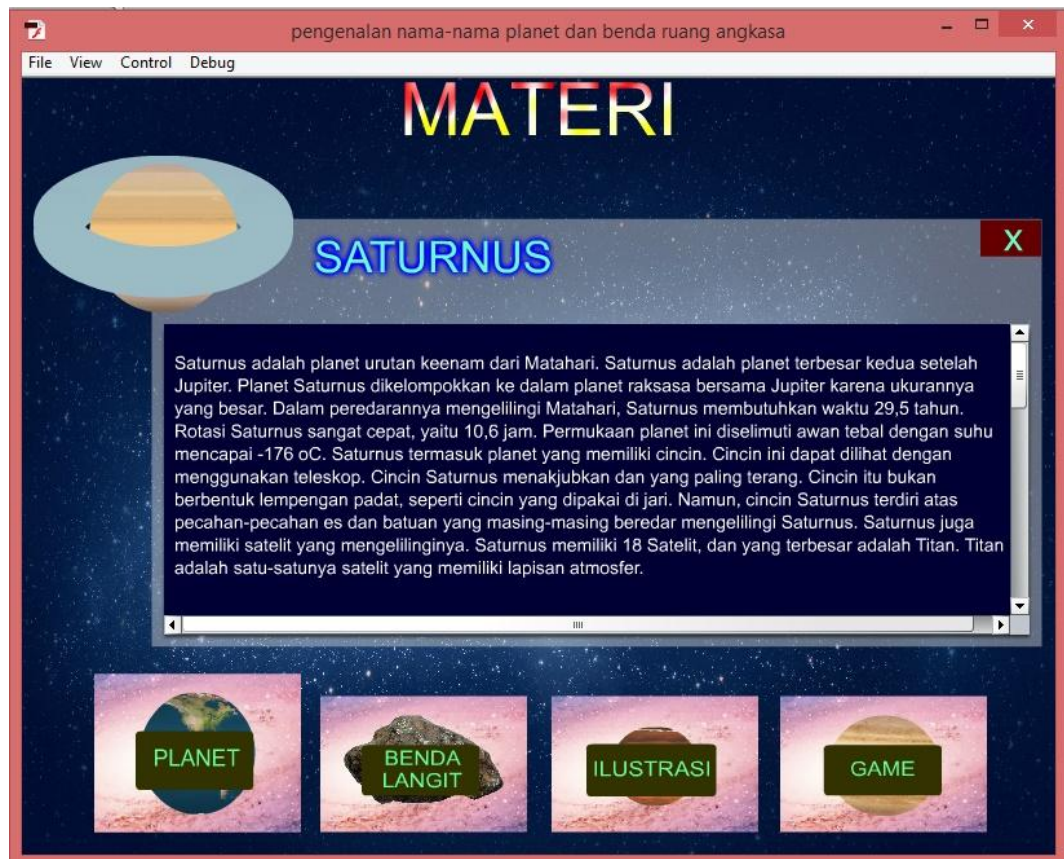 pengenalan nama-nama planet dan benda ruang angkasa
File View Control Debug
MATERI
SATURNUS
X
Saturnus adalah planet urutan keenam dari Matahari. Saturnus adalah planet terbesar kedua setelah
Jupiter. Planet Saturnus dikelompokkan ke dalam planet raksasa bersama Jupiter karena ukurannya
yang besar. Dalam peredarannya mengelilingi Matahari, Saturnus membutuhkan waktu 29,5 tahun.
Rotasi Saturnus sangat cepat, yaitu 10,6 jam. Permukaan planet ini diselimuti awan tebal dengan suhu
mencapai -176 oC. Saturnus termasuk planet yang memiliki cincin. Cincin ini dapat dilihat dengan
menggunakan teleskop. Cincin Saturnus menakjubkan dan yang paling terang. Cincin itu bukan
berbentuk lempengan padat, seperti cincin yang dipakai di jari. Namun, cincin Saturnus terdiri atas
pecahan-pecahan es dan batuan yang masing-masing beredar mengelilingi Saturnus. Saturnus juga
memiliki satelit yang mengelilinginya. Saturnus memiliki 18 Satelit, dan yang terbesar adalah Titan. Titan
adalah satu-satunya satelit yang memiliki lapisan atmosfer.
PLANET
BENDA
LANGIT
ILUSTRASI
GAME